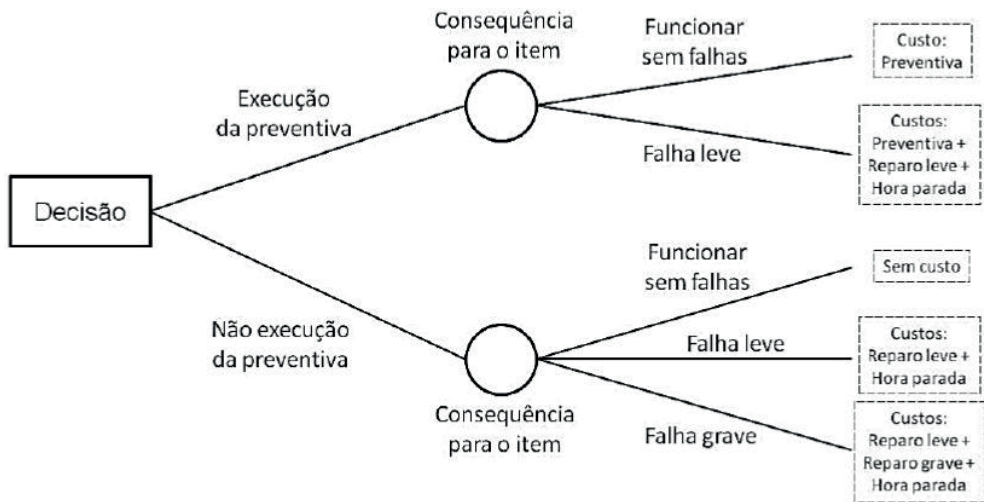 Consequência
para o item
Funcionar
sem falhas
Custo:
Preventiva
Execução
da preventiva
Falha leve
Custos:
Preventiva +
Reparo leve +
Hora parada
Decisão
Funcionar
sem falhas
Sem custo
Não execução
da preventiva
Falha leve
Custos:
Reparo leve +
Hora parada
Consequência
para o item
Falha grave
Custos:
Reparo leve +
Reparo grave +
Hora parada